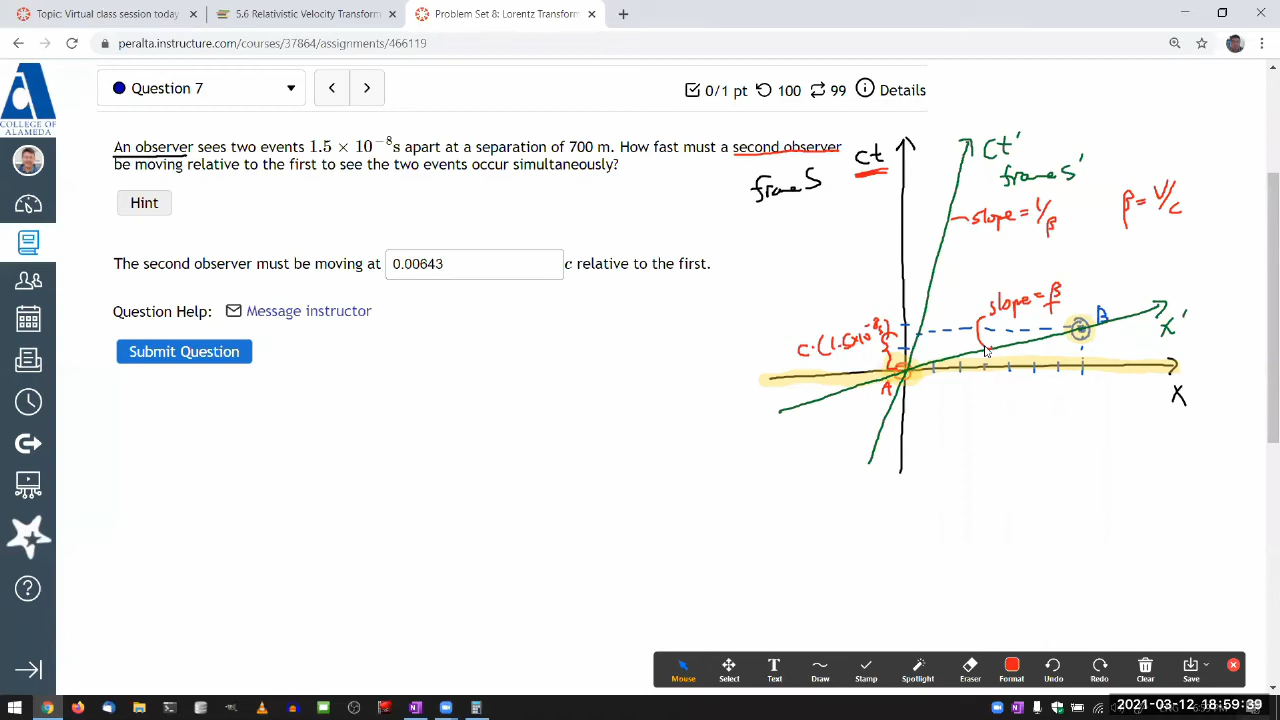 Topic: Virtual class session today
5.6 Relativistic Velocity Transform
Problem Set 8: Lorentz Transform
peralta.instructure.com/courses/37864/assignments/466119
COLLEGE OF
ALAMEDA
Question 7
0/1 pt
100
99
Details
An observer sees two events 1.5 × 10⁻⁸s apart at a separation of 700 m. How fast must a second observer
be moving relative to the first to see the two events occur simultaneously?
Hint
The second observer must be moving at 0.00643 c relative to the first.
Question Help: Message instructor
Submit Question
frame S
ct
ct'
frame S'
slope = 1/β
β = v/c
slope = β
B
x'
c·(1.5×10⁻⁸s)
A
x
Mouse
Select
Text
Draw
Stamp
Spotlight
Eraser
Format
Undo
Redo
Clear
Save
2021-03-12 18:59:39